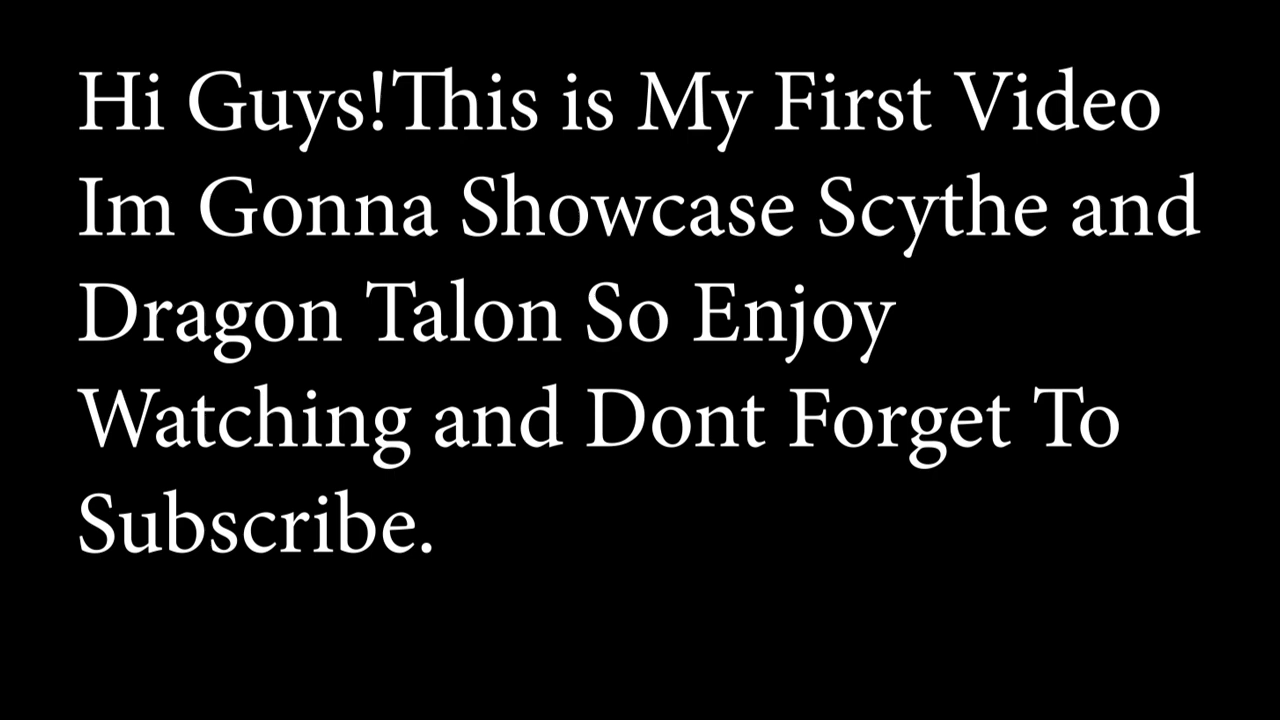 Hi Guys!This is My First Video
Im Gonna Showcase Scythe and
Dragon Talon So Enjoy
Watching and Dont Forget To
Subscribe.